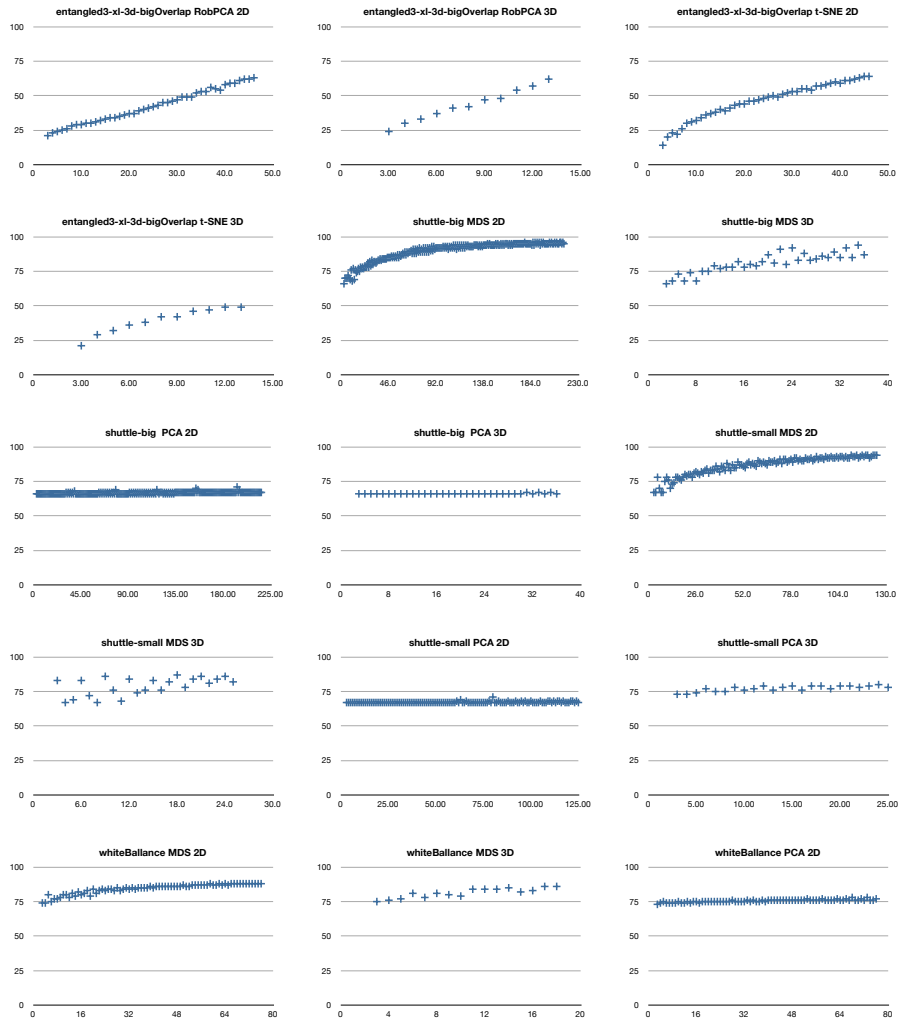 entangled3-xl-3d-bigOverlap RobPCA 2D
100
75
50
25
0
0 10.0 20.0 30.0 40.0 50.0
entangled3-xl-3d-bigOverlap RobPCA 3D
100
75
50
25
0
0 3.00 6.00 9.00 12.00 15.00
entangled3-xl-3d-bigOverlap t-SNE 2D
100
75
50
25
0
0 10.0 20.0 30.0 40.0 50.0
entangled3-xl-3d-bigOverlap t-SNE 3D
100
75
50
25
0
0 3.00 6.00 9.00 12.00 15.00
shuttle-big MDS 2D
100
75
50
25
0
0 46.0 92.0 138.0 184.0 230.0
shuttle-big MDS 3D
100
75
50
25
0
0 8 16 24 32 40
shuttle-big PCA 2D
100
75
50
25
0
0 45.00 90.00 135.00 180.00 225.00
shuttle-big PCA 3D
100
75
50
25
0
0 8 16 24 32 40
shuttle-small MDS 2D
100
75
50
25
0
0 26.0 52.0 78.0 104.0 130.0
shuttle-small MDS 3D
100
75
50
25
0
0 6.0 12.0 18.0 24.0 30.0
shuttle-small PCA 2D
100
75
50
25
0
0 25.00 50.00 75.00 100.00 125.00
shuttle-small PCA 3D
100
75
50
25
0
0 5.00 10.00 15.00 20.00 25.00
whiteBallance MDS 2D
100
75
50
25
0
0 16 32 48 64 80
whiteBallance MDS 3D
100
75
50
25
0
0 4 8 12 16 20
whiteBallance PCA 2D
100
75
50
25
0
0 16 32 48 64 80